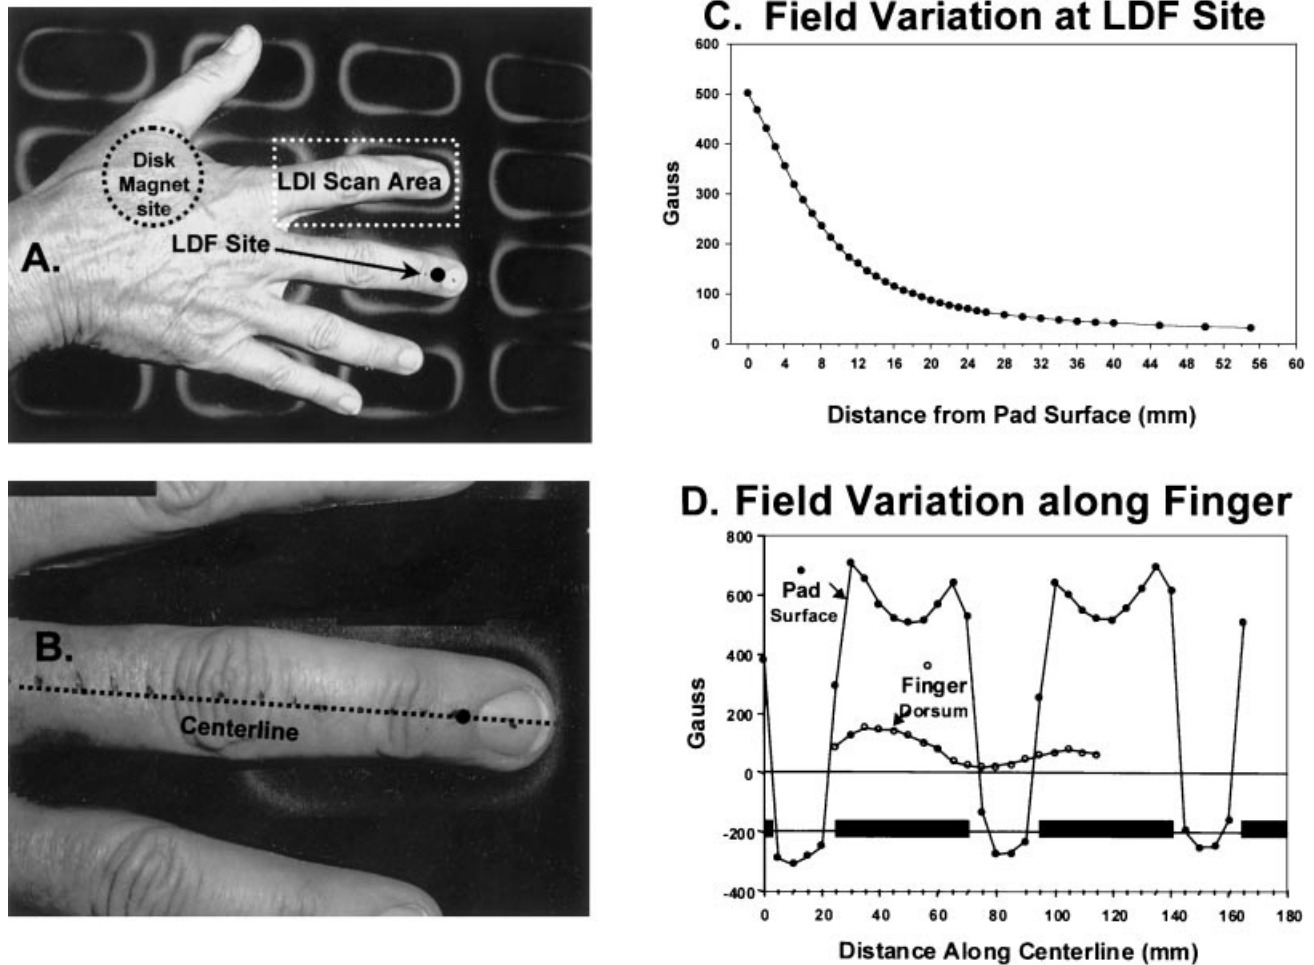 Disk
Magnet
site
LDI Scan Area
LDF Site
A.
B.
Centerline
C. Field Variation at LDF Site
600
500
400
300
200
100
0
Gauss
0 4 8 12 16 20 24 28 32 36 40 44 48 52 56 60
Distance from Pad Surface (mm)
D. Field Variation along Finger
800
600
400
200
0
-200
-400
Gauss
Pad
Surface
Finger
Dorsum
0 20 40 60 80 100 120 140 160 180
Distance Along Centerline (mm)